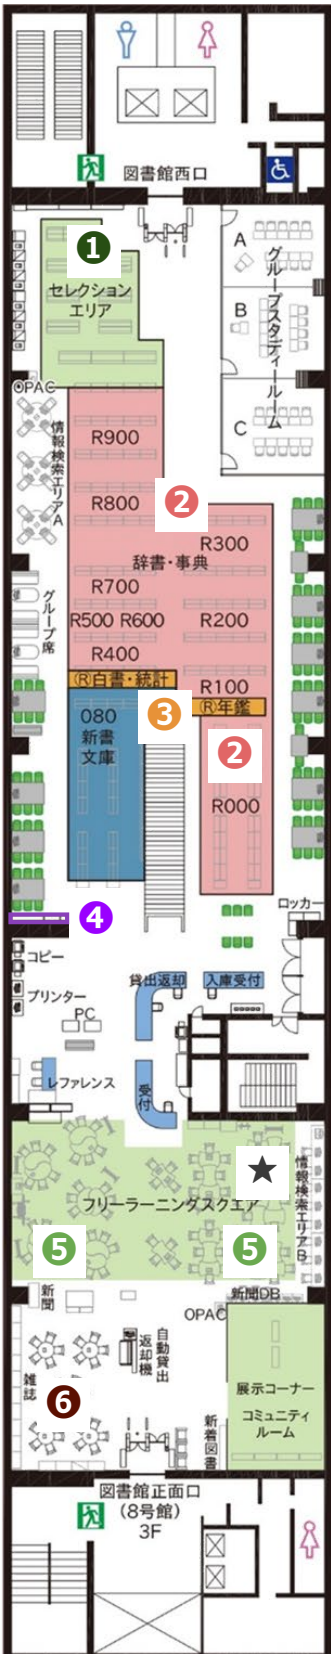 図書館西口
❶
セレクション
エリア
A
B
C
グループスタディールーム
OPAC
情報検索エリアA
R900
R800
❷
R300
辞書・事典
R700
R500 R600
R200
R400
グループ席
R100
Ⓡ白書・統計
Ⓡ年鑑
❸
080
新書
文庫
❷
R000
❹
ロッカー
コピー
プリンター
PC
貸出返却
入庫受付
レファレンス
受付
★
フリーラーニングスクエア
情報検索エリアB
❺
❺
新聞
新聞DB
OPAC
自動貸出
返却機
雑誌
❻
展示コーナー
コミュニティ
ルーム
新着図書
図書館正面口
(8号館)
3F